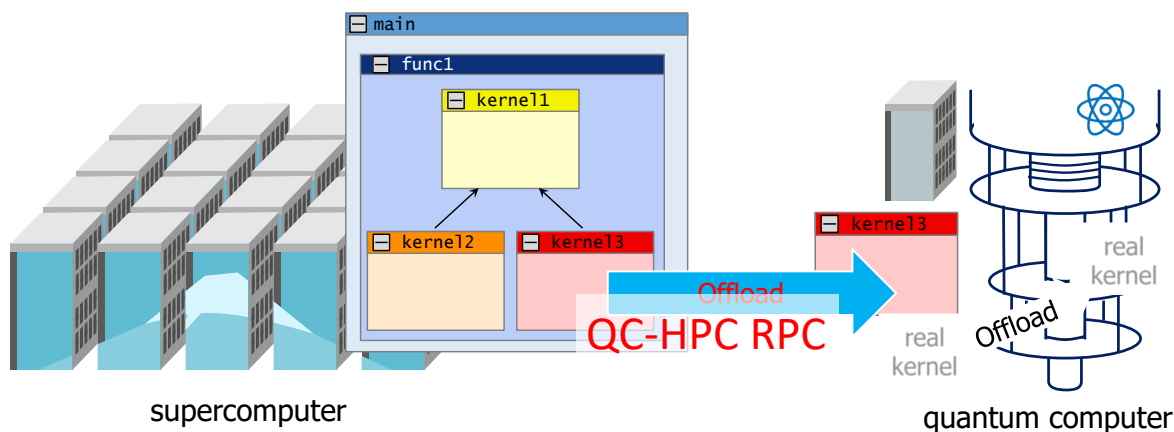 main
func1
kernel1
kernel2
kernel3
kernel3
Offload
QC-HPC RPC
real
kernel
real
kernel
Offload
supercomputer
quantum computer